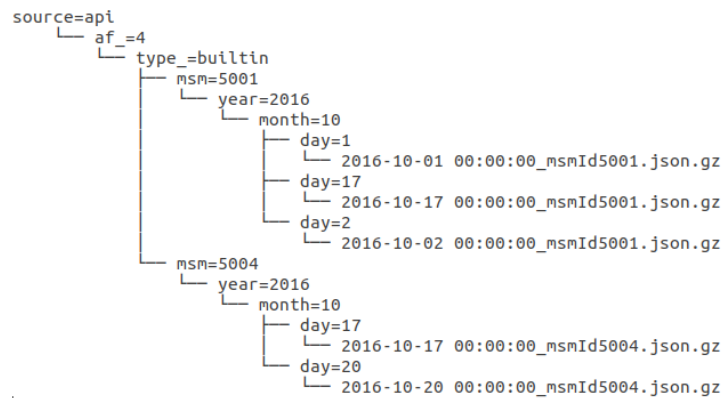 source=api
└── af_=4
└── type_=builtin
├── msm=5001
│ └── year=2016
│ └── month=10
│ ├── day=1
│ │ └── 2016-10-01 00:00:00_msmId5001.json.gz
│ ├── day=17
│ │ └── 2016-10-17 00:00:00_msmId5001.json.gz
│ └── day=2
│ └── 2016-10-02 00:00:00_msmId5001.json.gz
└── msm=5004
└── year=2016
└── month=10
├── day=17
│ └── 2016-10-17 00:00:00_msmId5004.json.gz
└── day=20
└── 2016-10-20 00:00:00_msmId5004.json.gz